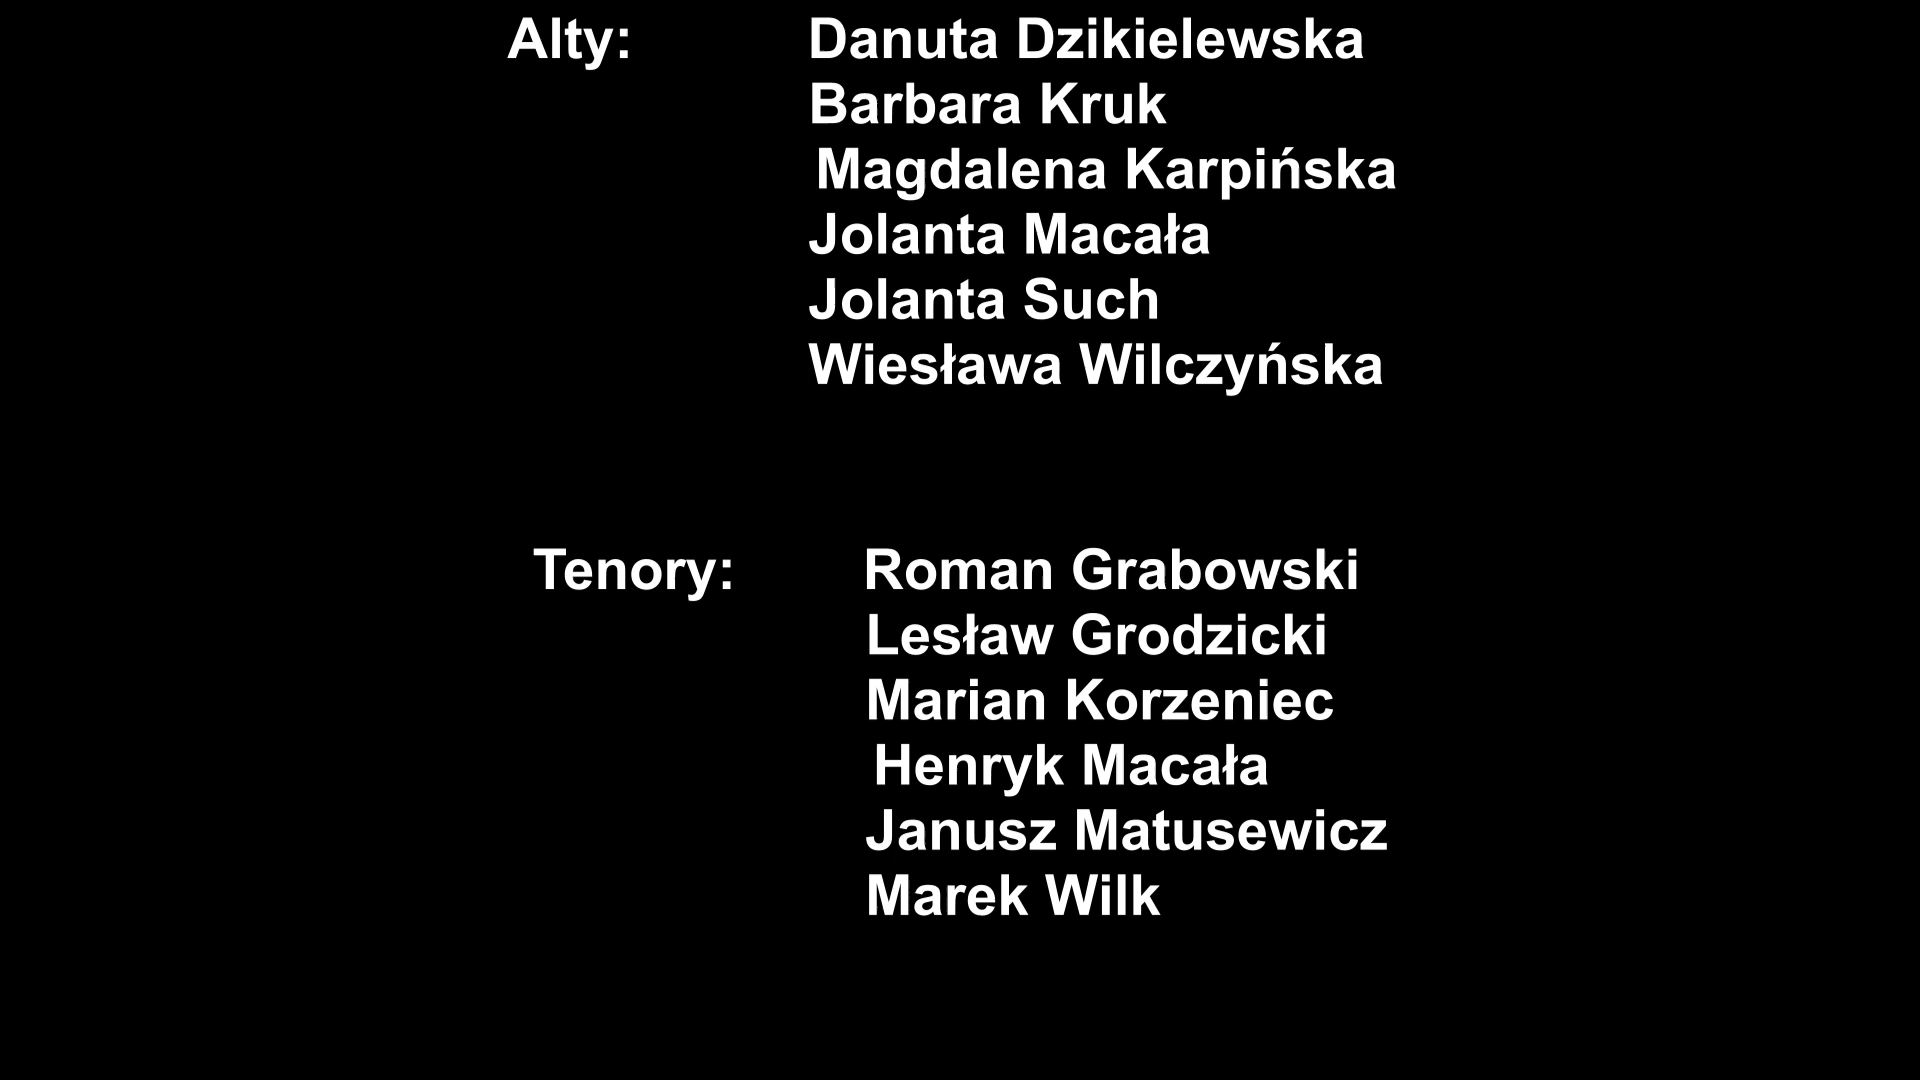 Alty: Danuta Dzikielewska
Barbara Kruk
Magdalena Karpińska
Jolanta Macała
Jolanta Such
Wiesława Wilczyńska
Tenory: Roman Grabowski
Lesław Grodzicki
Marian Korzeniec
Henryk Macała
Janusz Matusewicz
Marek Wilk